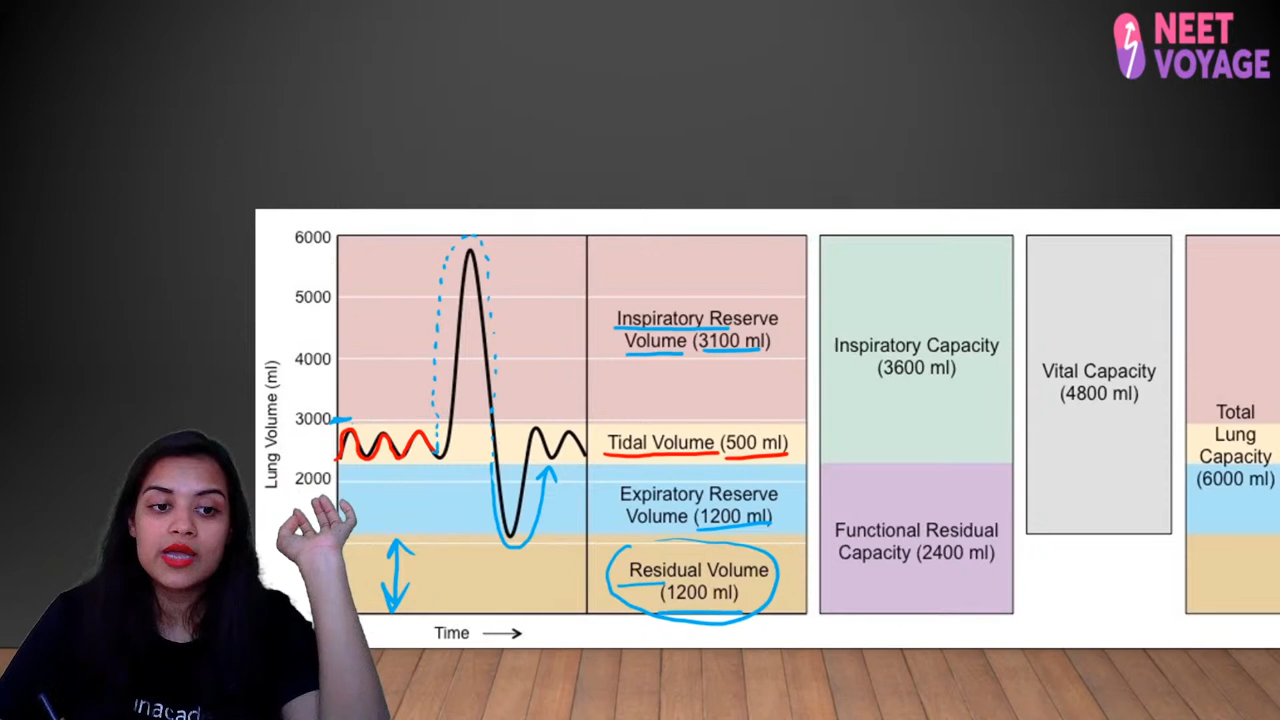 NEET
VOYAGE
6000
5000
4000
3000
2000
Lung Volume (ml)
Time
Inspiratory Reserve
Volume (3100 ml)
Tidal Volume (500 ml)
Expiratory Reserve
Volume (1200 ml)
Residual Volume
(1200 ml)
Inspiratory Capacity
(3600 ml)
Functional Residual
Capacity (2400 ml)
Vital Capacity
(4800 ml)
Total
Lung
Capacity
(6000 ml)